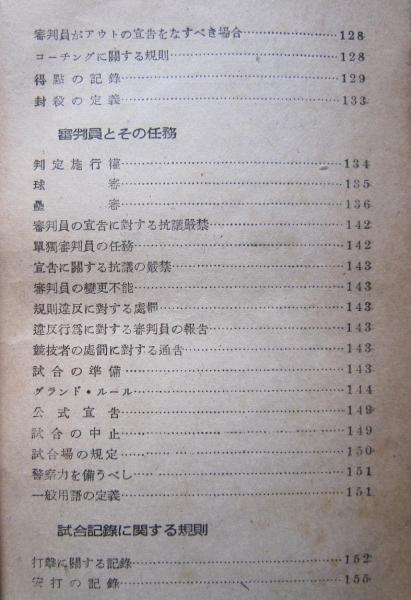 審判員がアウトの宣告をなすべき場合……………………128
コーチングに關する規則……………………128
得點の記錄……………………129
封殺の定義……………………133
審判員とその任務
判定施行權……………………134
球審……………………135
壘審……………………136
審判員の宣告に對する抗議嚴禁……………………142
單獨審判員の任務……………………142
宣告に關する抗議の嚴禁……………………143
審判員の變更不能……………………143
規則違反に對する處罰……………………143
違反行爲に對する審判員の報告……………………143
競技者の處罰に對する通告……………………143
試合の準備……………………143
グランド・ルール……………………144
公式宣告……………………149
試合の中止……………………149
試合場の規定……………………150
警察力を備うべし……………………151
一般用語の定義……………………151
試合記錄に関する規則
打擊に關する記錄……………………152
安打の記錄……………………155